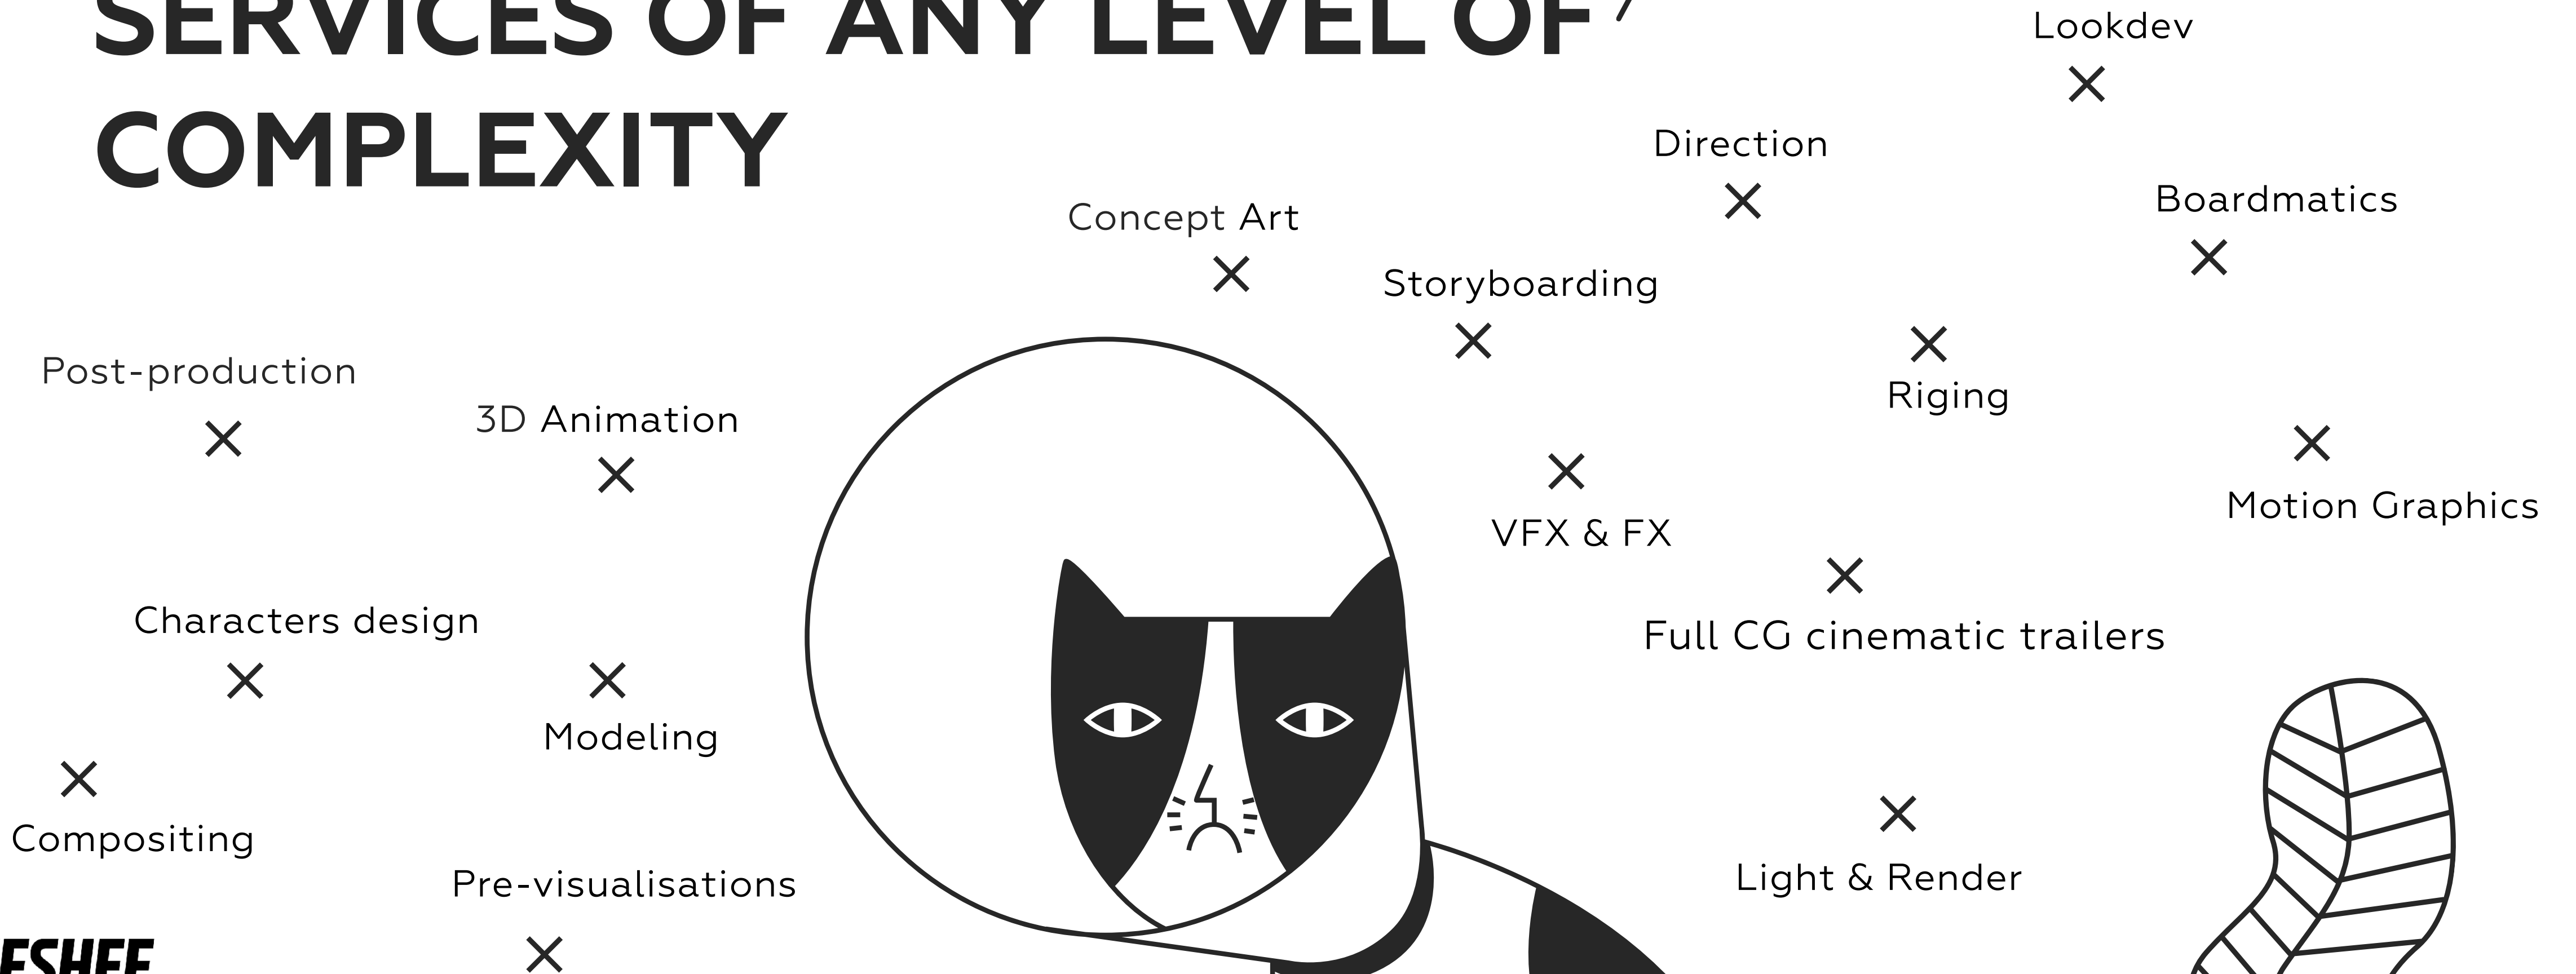 SERVICES OF ANY LEVEL OF
COMPLEXITY
Lookdev
Direction
Boardmatics
Concept Art
Storyboarding
Post-production
Riging
3D Animation
Motion Graphics
VFX & FX
Characters design
Full CG cinematic trailers
Modeling
Compositing
Light & Render
Pre-visualisations